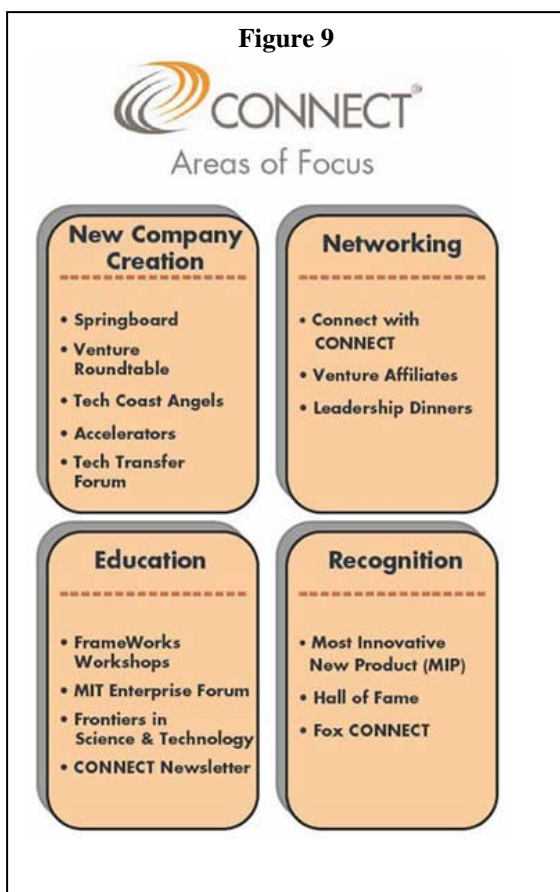 Figure 9
CONNECT®
Areas of Focus
New Company
Creation
• Springboard
• Venture
Roundtable
• Tech Coast Angels
• Accelerators
• Tech Transfer
Forum
Networking
• Connect with
CONNECT
• Venture Affiliates
• Leadership Dinners
Education
• FrameWorks
Workshops
• MIT Enterprise Forum
• Frontiers in
Science & Technology
• CONNECT Newsletter
Recognition
• Most Innovative
New Product (MIP)
• Hall of Fame
• Fox CONNECT